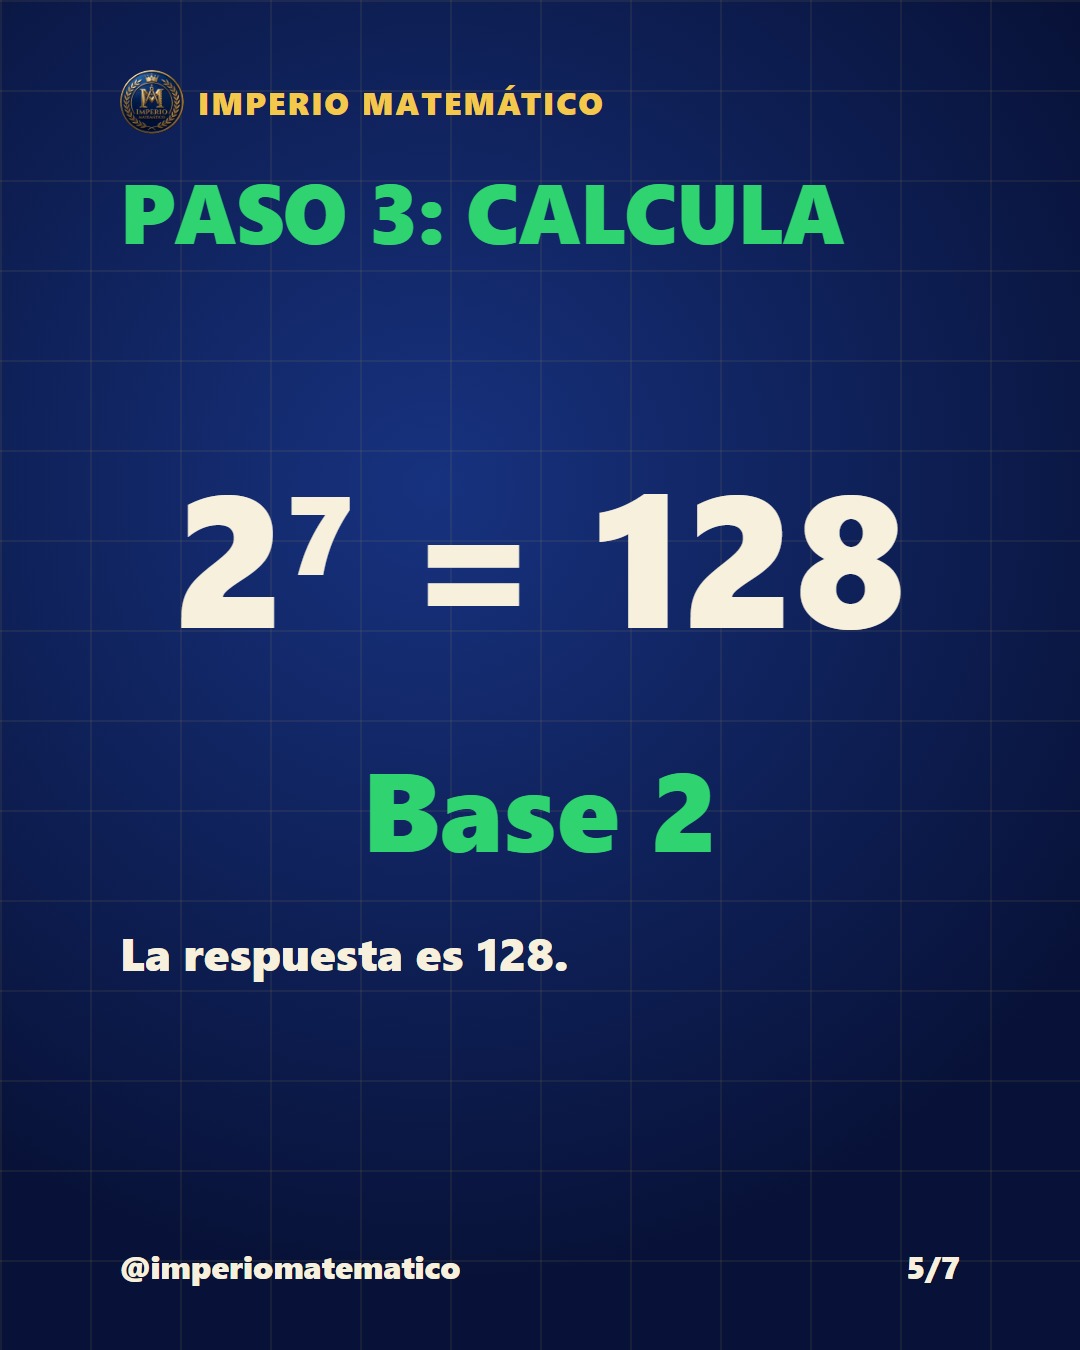 IMPERIO MATEMÁTICO
PASO 3: CALCULA
2⁷ = 128
Base 2
La respuesta es 128.
@imperiomatematico
5/7